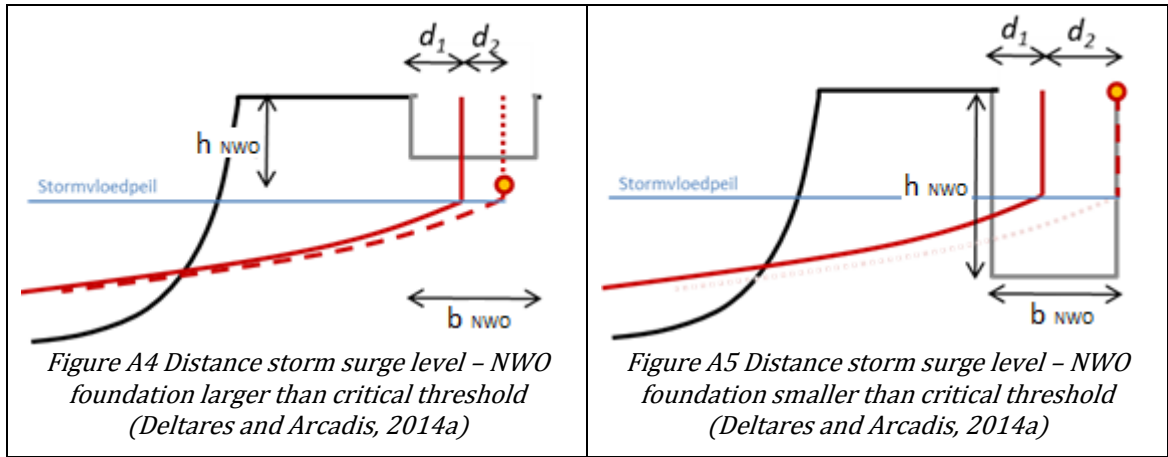 d1 d2
h NWO
Stormvloedpeil
b NWO
Figure A4 Distance storm surge level – NWO
foundation larger than critical threshold
(Deltares and Arcadis, 2014a)
d1 d2
Stormvloedpeil
h NWO
b NWO
Figure A5 Distance storm surge level – NWO
foundation smaller than critical threshold
(Deltares and Arcadis, 2014a)